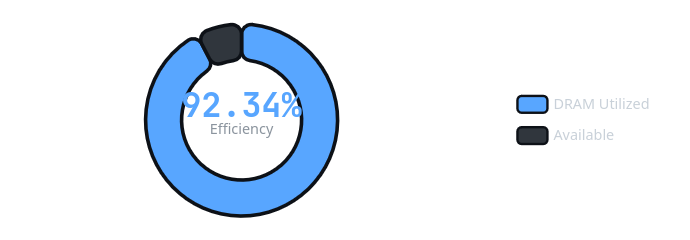 92.34%
Efficiency
DRAM Utilized
Available